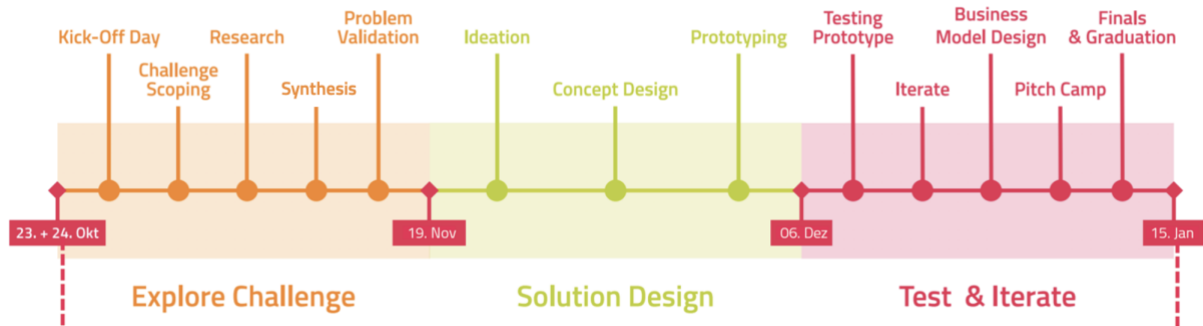 Kick-Off Day
Challenge
Scoping
Research
Synthesis
Problem
Validation
Ideation
Concept Design
Prototyping
Testing
Prototype
Iterate
Business
Model Design
Pitch Camp
Finals
& Graduation
23. + 24. Okt
19. Nov
06. Dez
15. Jan
Explore Challenge
Solution Design
Test & Iterate